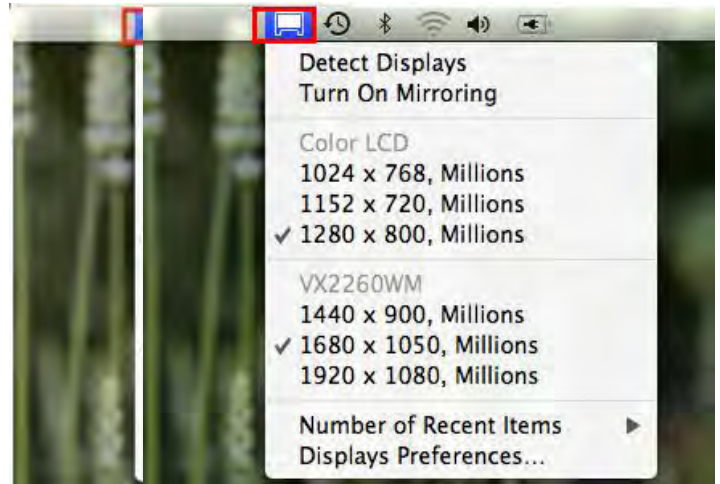 Detect Displays
Turn On Mirroring
Color LCD
1024 x 768, Millions
1152 x 720, Millions
✓ 1280 x 800, Millions
VX2260WM
1440 x 900, Millions
✓ 1680 x 1050, Millions
1920 x 1080, Millions
Number of Recent Items
Displays Preferences...